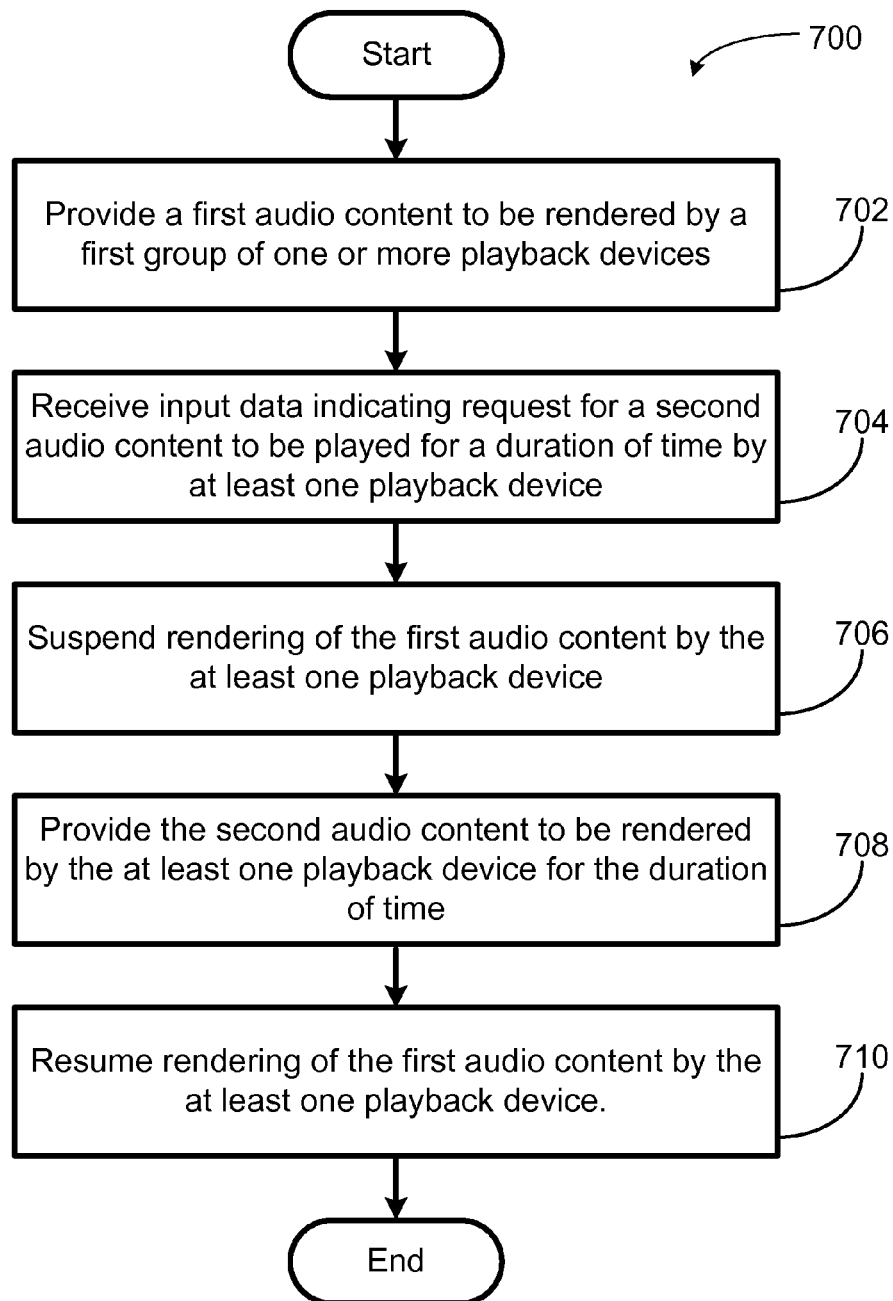 Start
700
Provide a first audio content to be rendered by a
first group of one or more playback devices
702
Receive input data indicating request for a second
audio content to be played for a duration of time by
at least one playback device
704
Suspend rendering of the first audio content by the
at least one playback device
706
Provide the second audio content to be rendered
by the at least one playback device for the duration
of time
708
Resume rendering of the first audio content by the
at least one playback device.
710
End